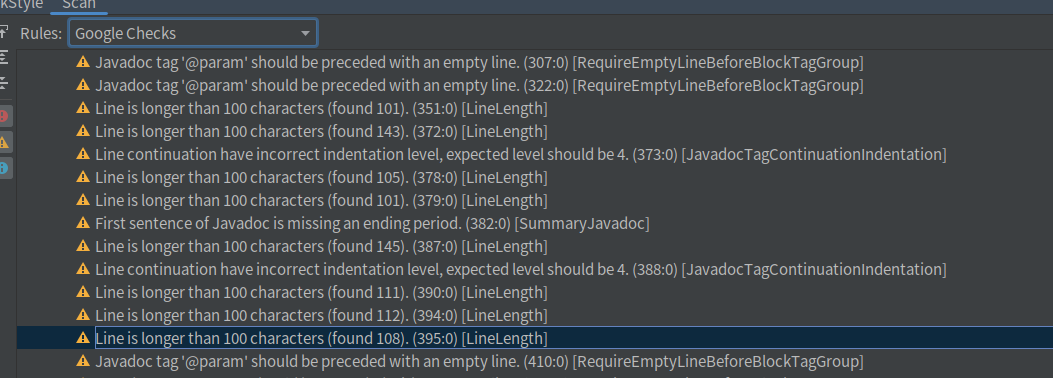 kStyle Scan
Rules: Google Checks
Javadoc tag '@param' should be preceded with an empty line. (307:0) [RequireEmptyLineBeforeBlockTagGroup]
Javadoc tag '@param' should be preceded with an empty line. (322:0) [RequireEmptyLineBeforeBlockTagGroup]
Line is longer than 100 characters (found 101). (351:0) [LineLength]
Line is longer than 100 characters (found 143). (372:0) [LineLength]
Line continuation have incorrect indentation level, expected level should be 4. (373:0) [JavadocTagContinuationIndentation]
Line is longer than 100 characters (found 105). (378:0) [LineLength]
Line is longer than 100 characters (found 101). (379:0) [LineLength]
First sentence of Javadoc is missing an ending period. (382:0) [SummaryJavadoc]
Line is longer than 100 characters (found 145). (387:0) [LineLength]
Line continuation have incorrect indentation level, expected level should be 4. (388:0) [JavadocTagContinuationIndentation]
Line is longer than 100 characters (found 111). (390:0) [LineLength]
Line is longer than 100 characters (found 112). (394:0) [LineLength]
Line is longer than 100 characters (found 108). (395:0) [LineLength]
Javadoc tag '@param' should be preceded with an empty line. (410:0) [RequireEmptyLineBeforeBlockTagGroup]